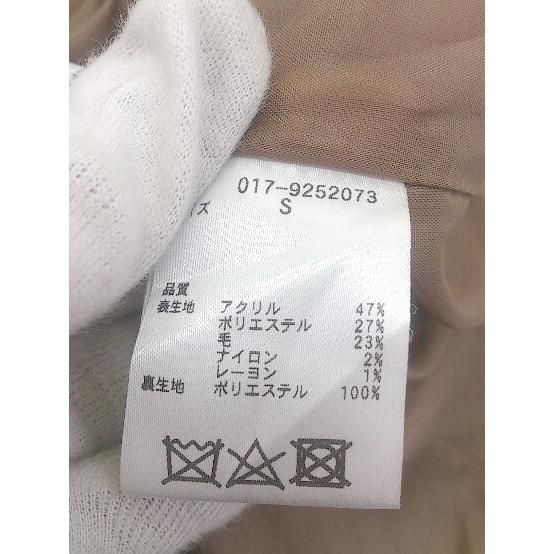 017-9252073
イズ S
品質
表生地 アクリル 47%
ポリエステル 27%
毛 23%
ナイロン 2%
レーヨン 1%
裏生地 ポリエステル 100%